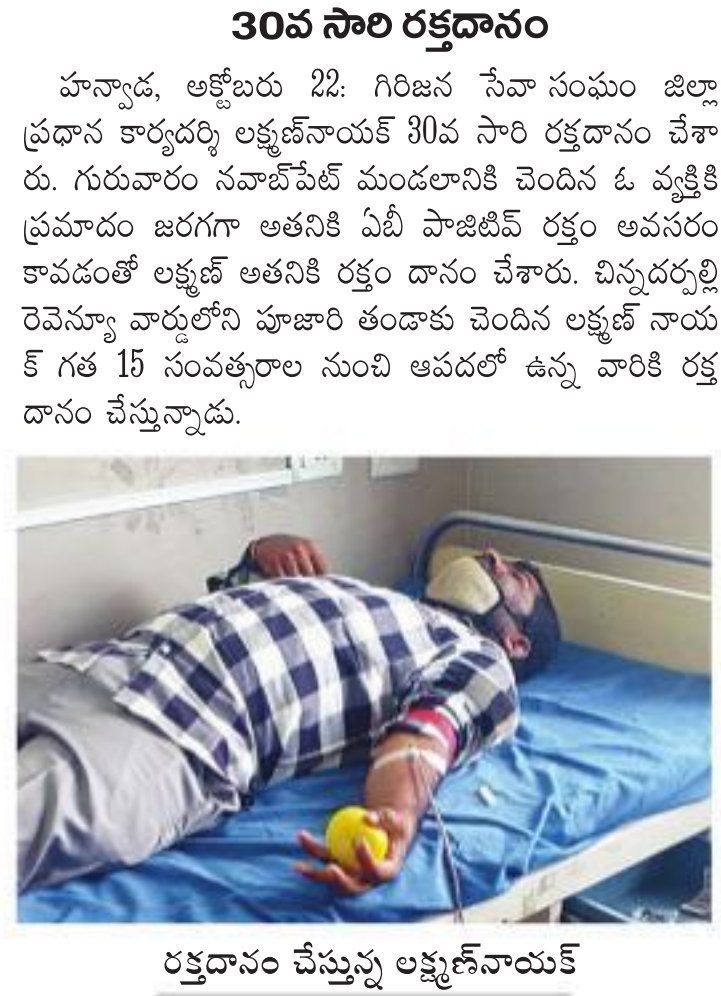 30వ సారి రక్తదానం
హన్వాడ, అక్టోబరు 22: గిరిజన సేవా సంఘం జిల్లా
ప్రధాన కార్యదర్శి లక్ష్మణ్‌నాయక్ 30వ సారి రక్తదానం చేశా
రు. గురువారం నవాబ్‌పేట్ మండలానికి చెందిన ఓ వ్యక్తికి
ప్రమాదం జరగగా అతనికి ఏబీ పాజిటివ్ రక్తం అవసరం
కావడంతో లక్ష్మణ్ అతనికి రక్తం దానం చేశారు. చిన్నదర్పల్లి
రెవెన్యూ వార్డులోని పూజారి తండాకు చెందిన లక్ష్మణ్ నాయ
క్ గత 15 సంవత్సరాల నుంచి ఆపదలో ఉన్న వారికి రక్త
దానం చేస్తున్నాడు.
రక్తదానం చేస్తున్న లక్ష్మణ్‌నాయక్